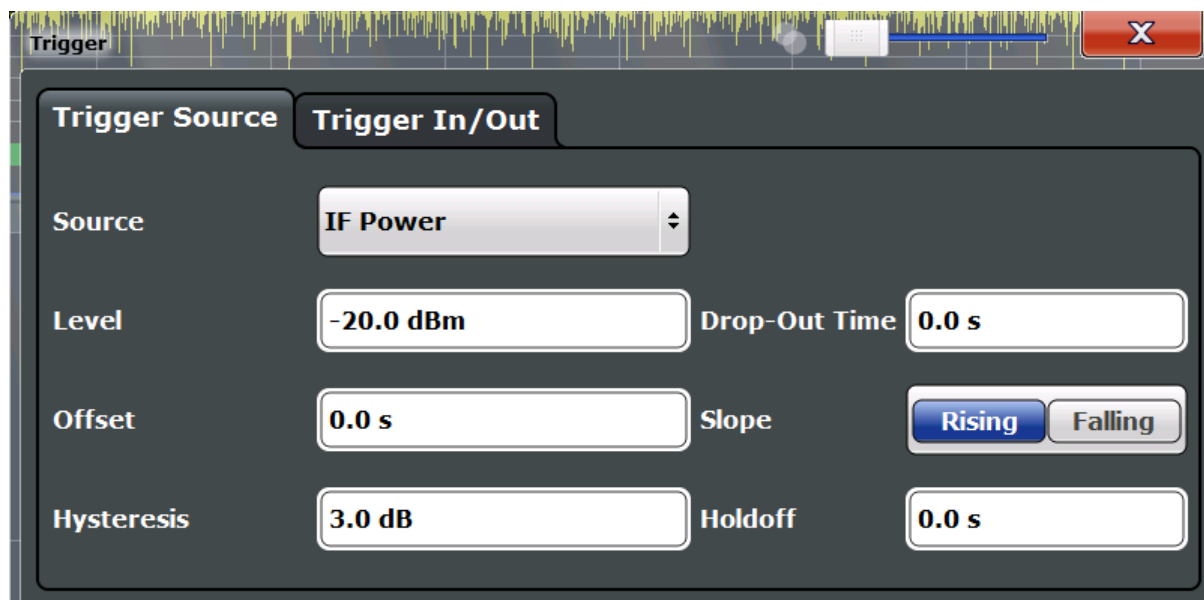 Trigger
X
Trigger Source
Trigger In/Out
Source
IF Power
Level
-20.0 dBm
Drop-Out Time
0.0 s
Offset
0.0 s
Slope
Rising
Falling
Hysteresis
3.0 dB
Holdoff
0.0 s